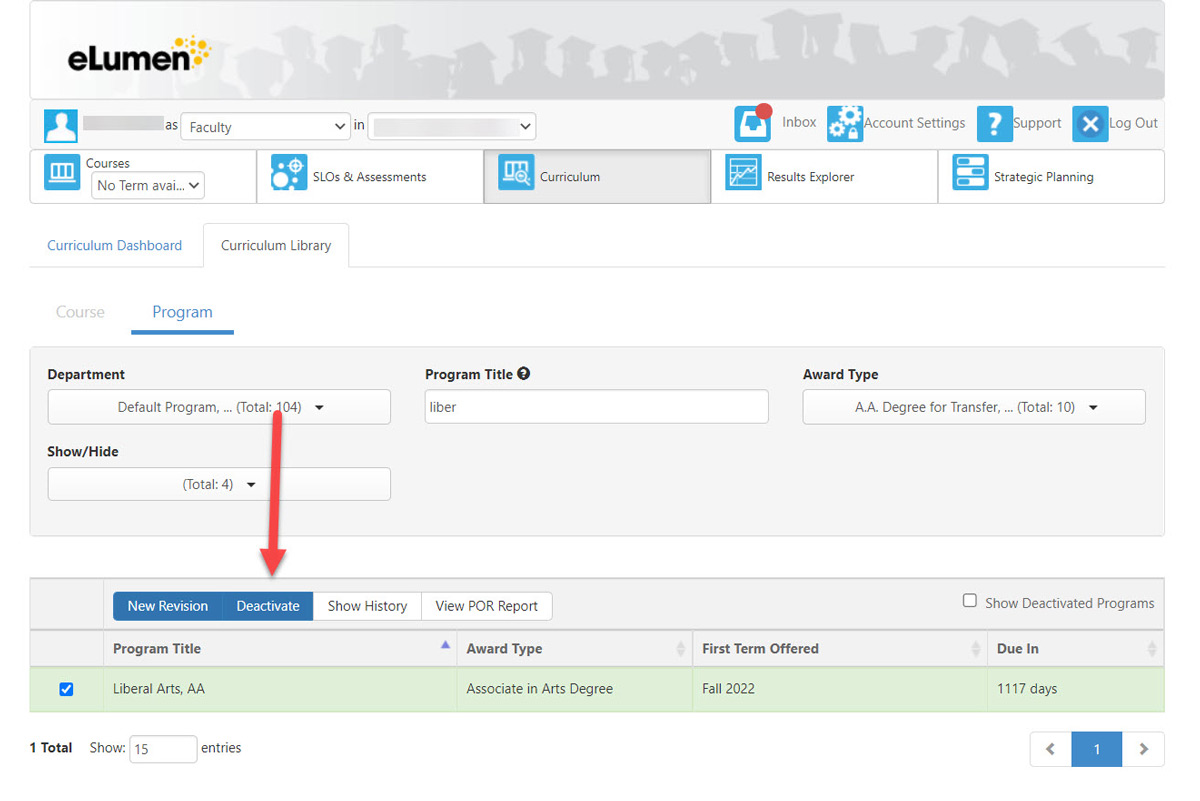 eLumen
as Faculty in
Inbox Account Settings ? Support Log Out
Courses
No Term avai...
SLOs & Assessments
Curriculum
Results Explorer
Strategic Planning
Curriculum Dashboard Curriculum Library
Course Program
Department Program Title ? Award Type
Default Program, ... (Total: 104) liber A.A. Degree for Transfer, ... (Total: 10)
Show/Hide
(Total: 4)
New Revision Deactivate Show History View POR Report Show Deactivated Programs
Program Title Award Type First Term Offered Due In
Liberal Arts, AA Associate in Arts Degree Fall 2022 1117 days
1 Total Show: 15 entries < 1 >